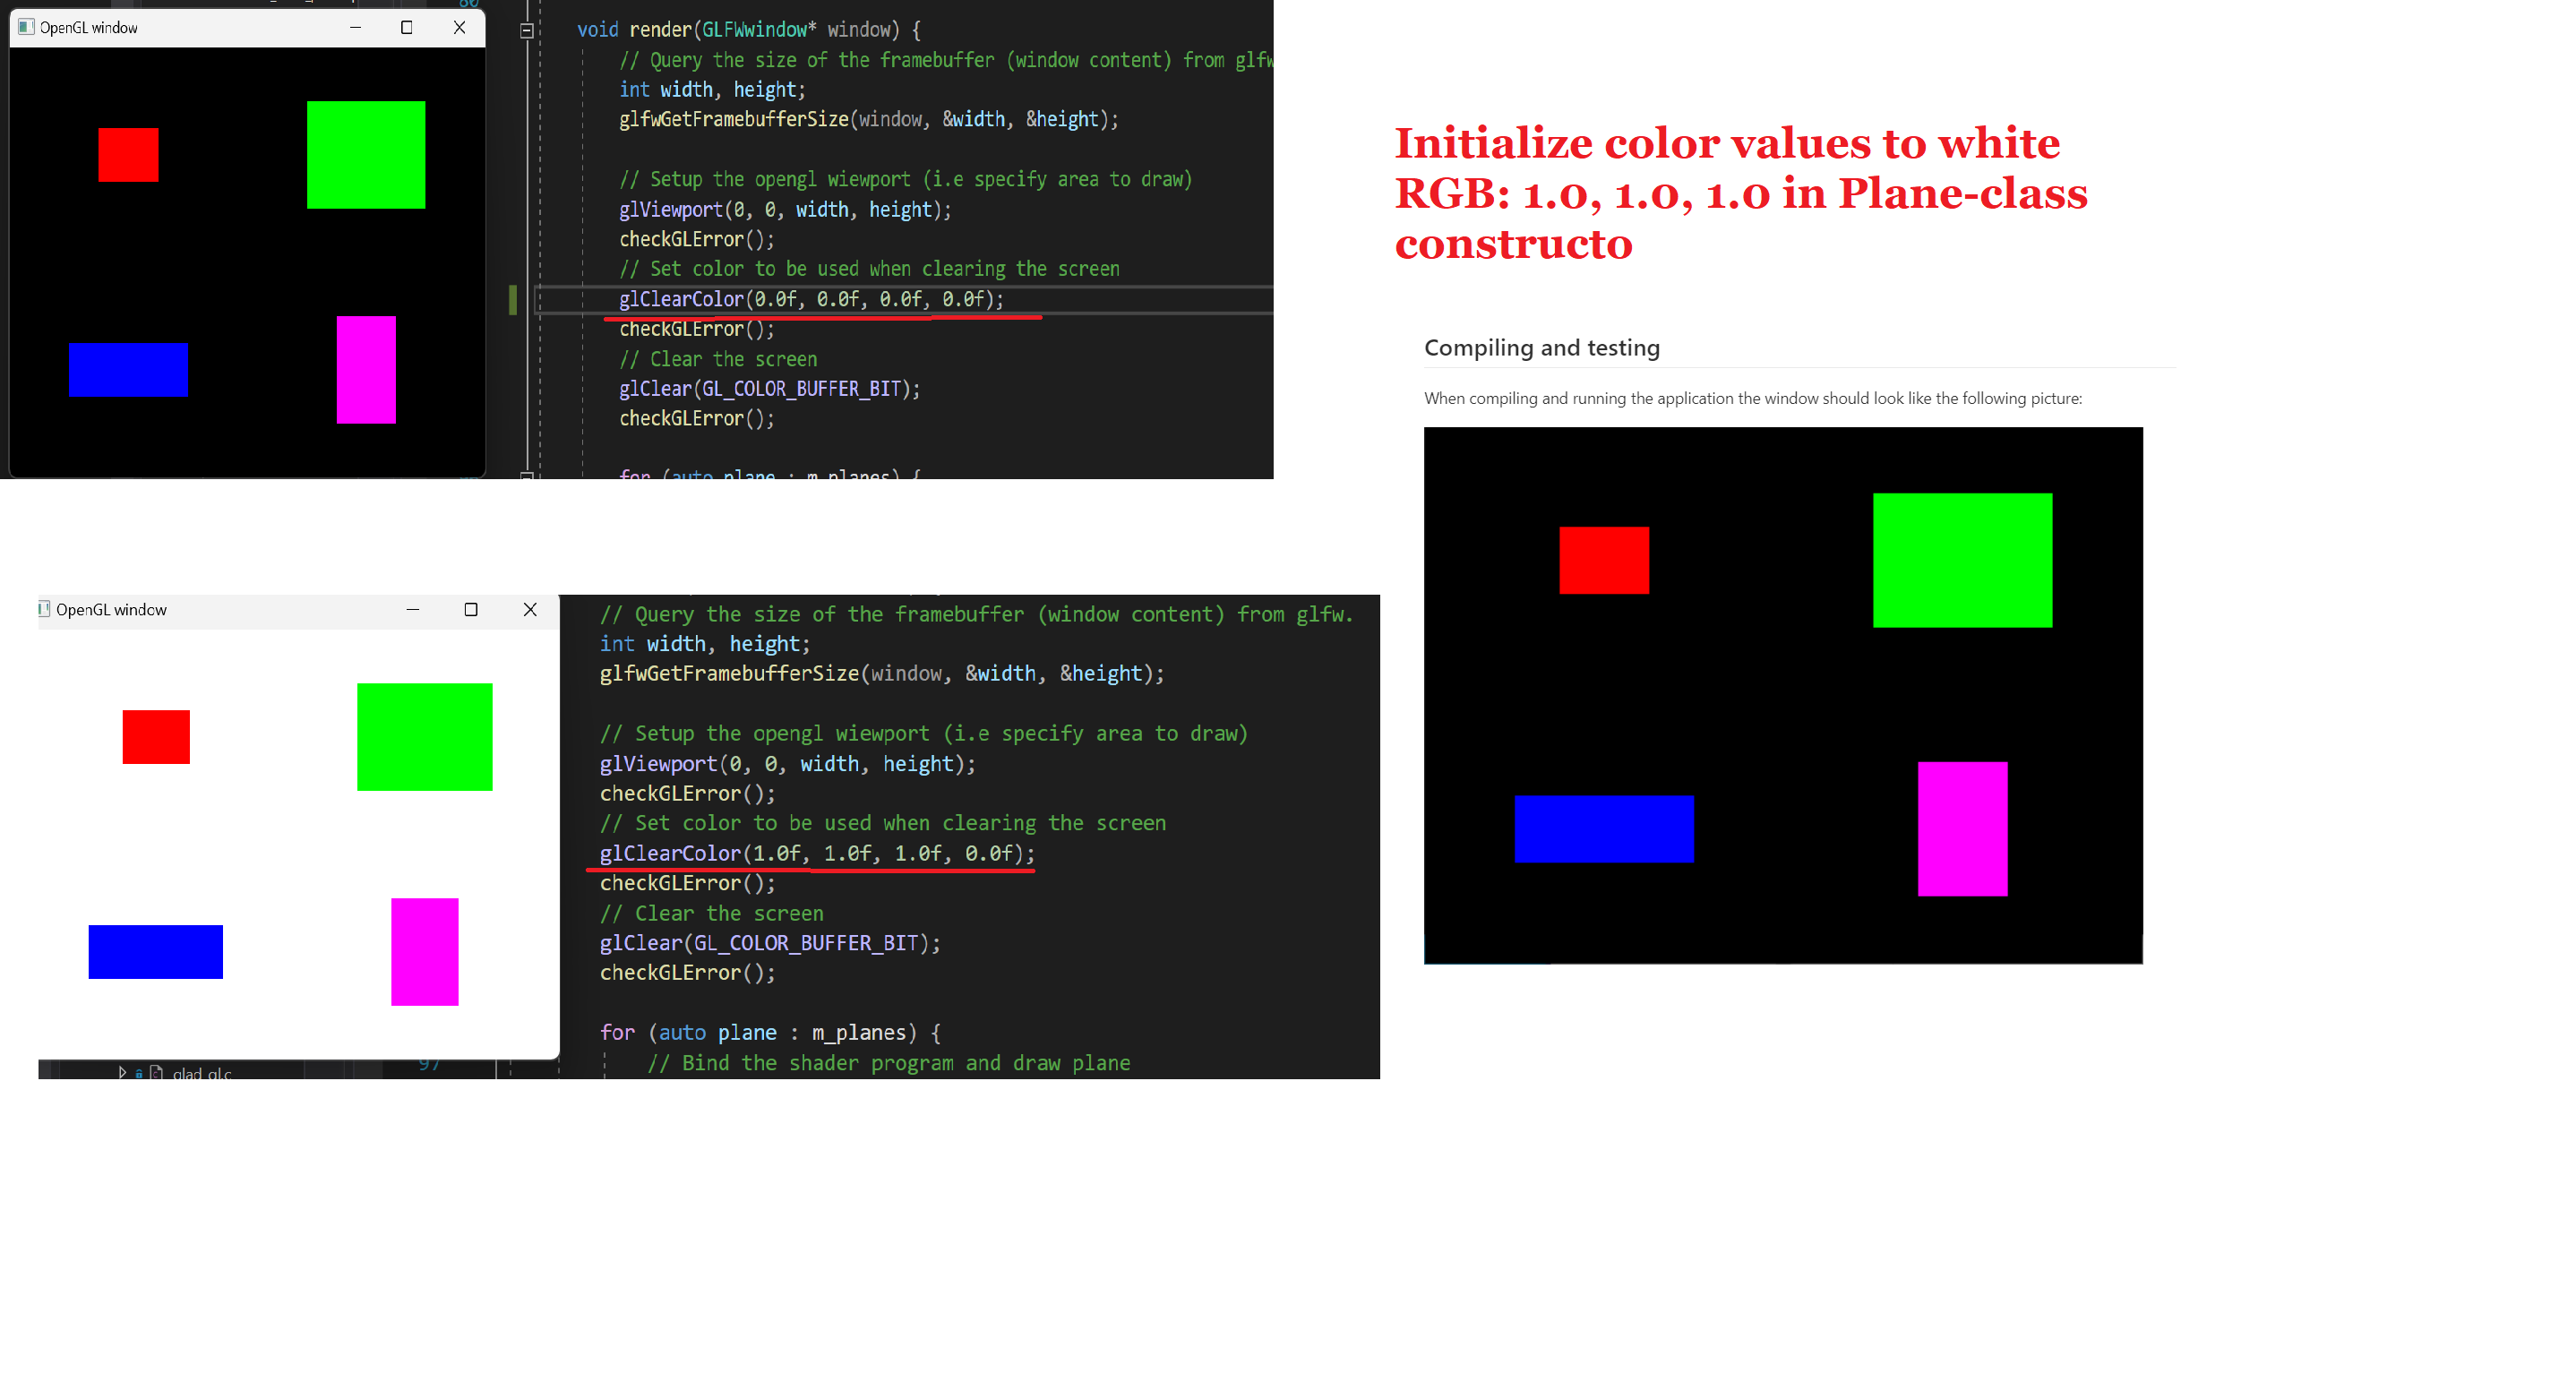 80
OpenGL window
void render(GLFWwindow* window) {
// Query the size of the framebuffer (window content) from glfw
int width, height;
glfwGetFramebufferSize(window, &width, &height);
// Setup the opengl wiewport (i.e specify area to draw)
glViewport(0, 0, width, height);
checkGLError();
// Set color to be used when clearing the screen
glClearColor(0.0f, 0.0f, 0.0f, 0.0f);
checkGLError();
// Clear the screen
glClear(GL_COLOR_BUFFER_BIT);
checkGLError();
for (auto plane : m_planes) {
Initialize color values to white
RGB: 1.0, 1.0, 1.0 in Plane-class
constructo
Compiling and testing
When compiling and running the application the window should look like the following picture:
OpenGL window
// Query the size of the framebuffer (window content) from glfw.
int width, height;
glfwGetFramebufferSize(window, &width, &height);
// Setup the opengl wiewport (i.e specify area to draw)
glViewport(0, 0, width, height);
checkGLError();
// Set color to be used when clearing the screen
glClearColor(1.0f, 1.0f, 1.0f, 0.0f);
checkGLError();
// Clear the screen
glClear(GL_COLOR_BUFFER_BIT);
checkGLError();
for (auto plane : m_planes) {
// Bind the shader program and draw plane
glad_gl.c
97